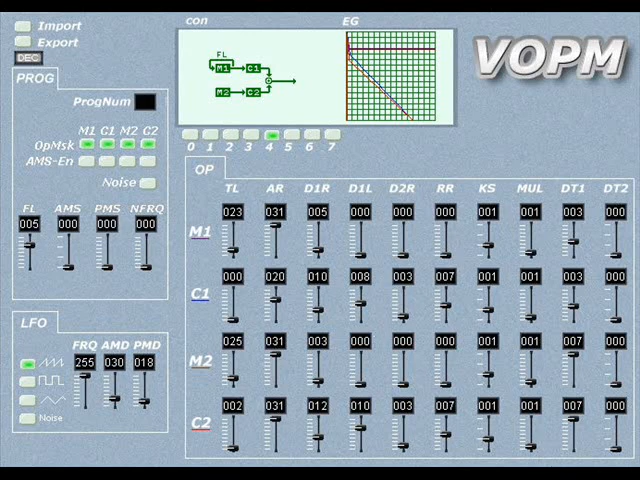 Import
Export
DEC
PROG
ProgNum
M1 C1 M2 C2
OpMsk
AMS-En
Noise
FL AMS PMS NFRQ
005 000 000 000
LFO
FRQ AMD PMD
255 030 018
Noise
con EG
FL
M1 C1
M2 C2
VOPM
0 1 2 3 4 5 6 7
OP
TL AR D1R D1L D2R RR KS MUL DT1 DT2
M1 023 031 005 000 000 000 001 001 003 000
C1 000 020 010 008 003 007 001 001 003 000
M2 025 031 003 000 000 000 001 001 007 000
C2 002 031 012 010 003 007 001 001 007 000